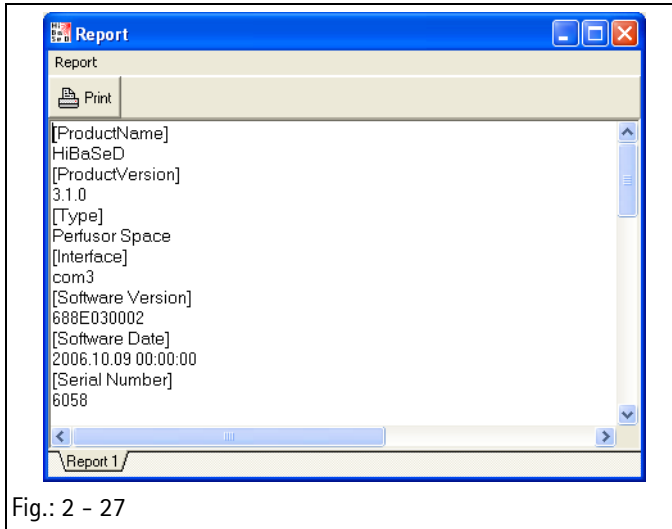 Report
Report
Print
[ProductName]
HiBaSeD
[ProductVersion]
3.1.0
[Type]
Perfusor Space
[Interface]
com3
[Software Version]
688E030002
[Software Date]
2006.10.09 00:00:00
[Serial Number]
6058
Report 1
Fig.: 2 – 27